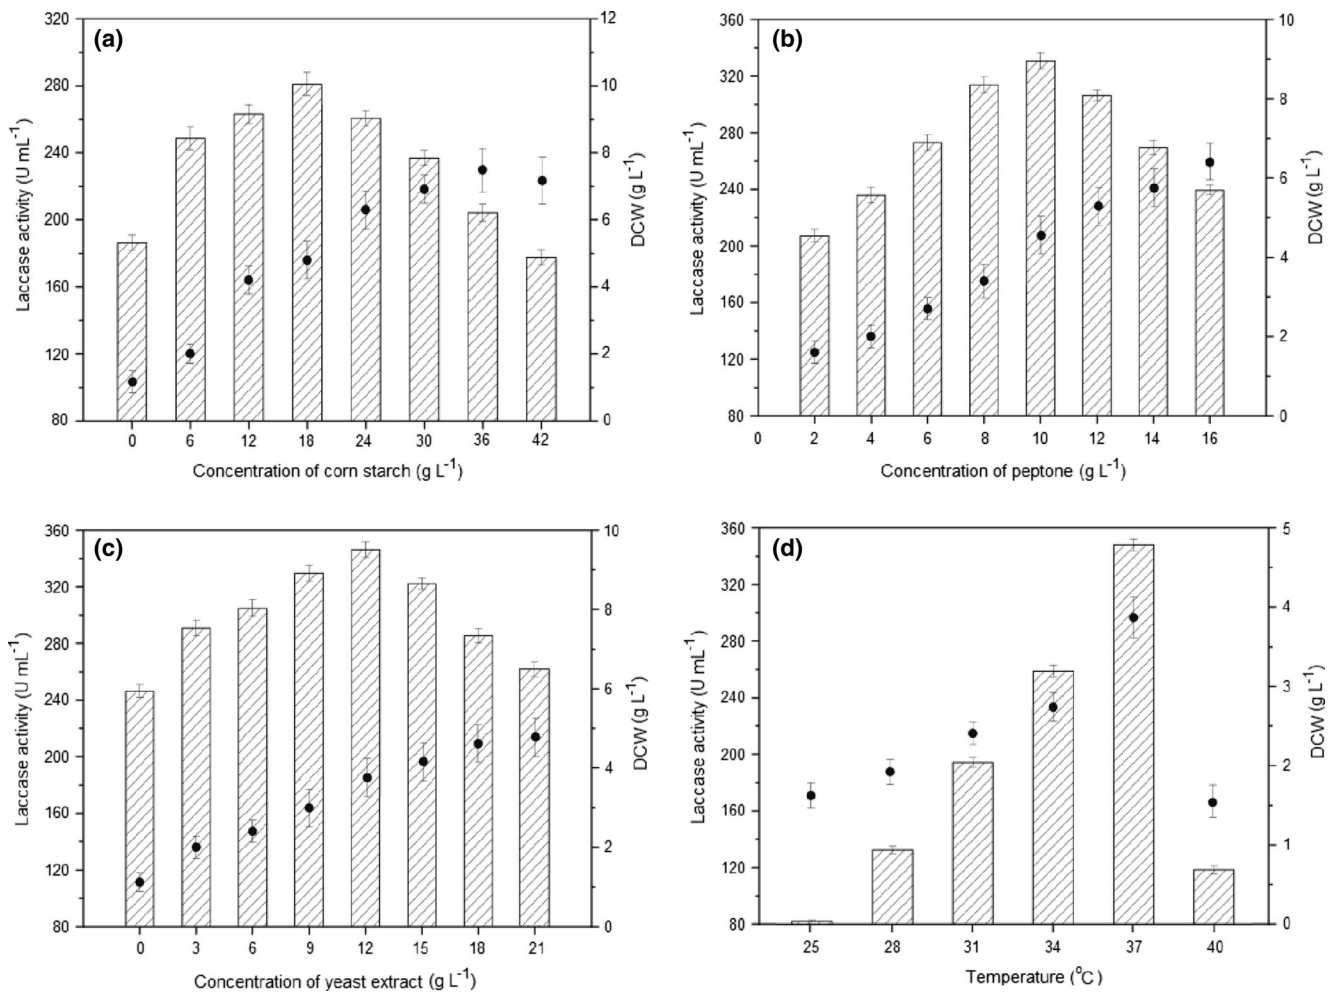 (a)
320
280
240
200
160
120
80
Laccase activity (U mL⁻¹)
12
10
8
6
4
2
0
DCW (g L⁻¹)
0 6 12 18 24 30 36 42
Concentration of corn starch (g L⁻¹)
(b)
360
320
280
240
200
160
120
80
Laccase activity (U mL⁻¹)
10
8
6
4
2
0
DCW (g L⁻¹)
0 2 4 6 8 10 12 14 16
Concentration of peptone (g L⁻¹)
(c)
360
320
280
240
200
160
120
80
Laccase activity (U mL⁻¹)
10
8
6
4
2
0
DCW (g L⁻¹)
0 3 6 9 12 15 18 21
Concentration of yeast extract (g L⁻¹)
(d)
360
320
280
240
200
160
120
80
Laccase activity (U mL⁻¹)
5
4
3
2
1
0
DCW (g L⁻¹)
25 28 31 34 37 40
Temperature (°C)